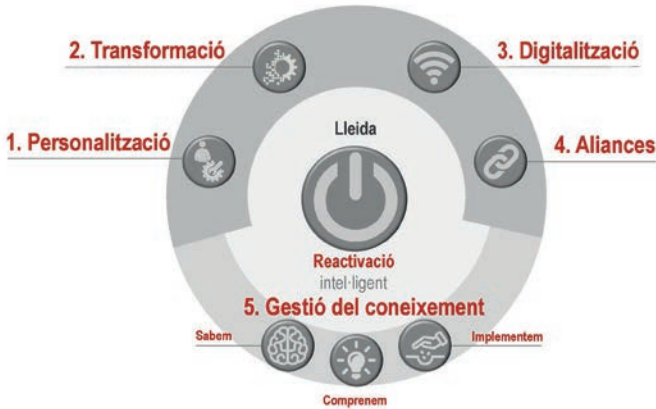 2. Transformació
3. Digitalització
1. Personalització
Lleida
4. Aliances
Reactivació
intel·ligent
5. Gestió del coneixement
Sabem
Implementem
Comprenem